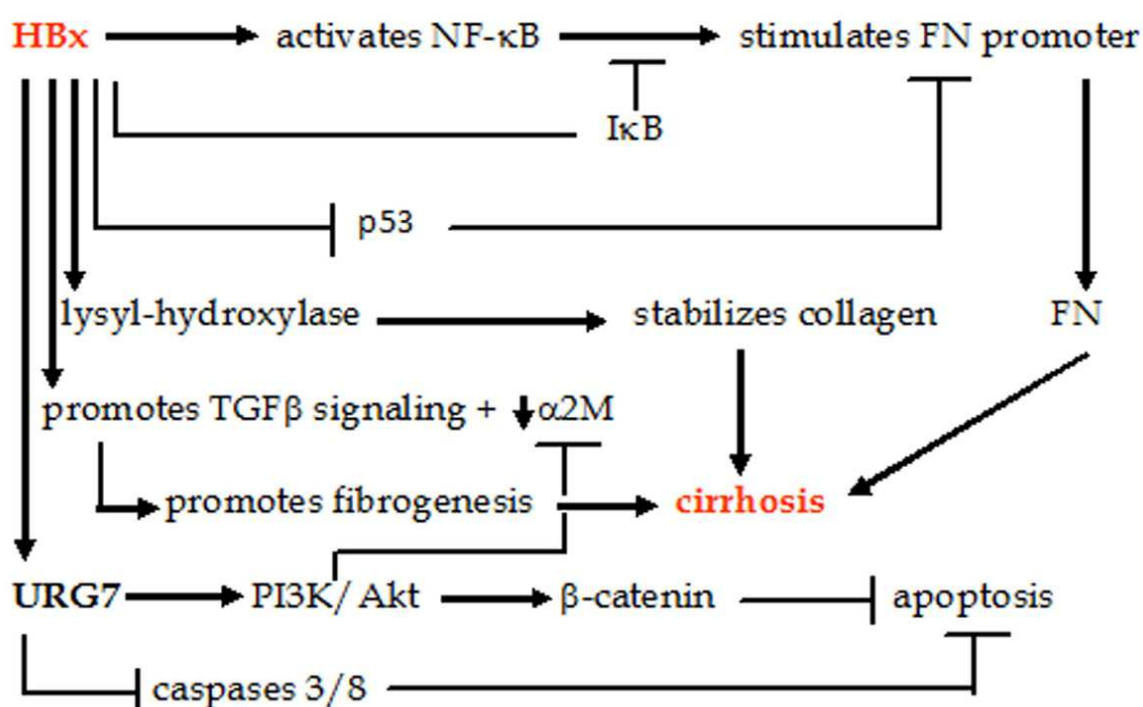 HBx activates NF-κB stimulates FN promoter
IκB
p53
lysyl-hydroxylase stabilizes collagen FN
promotes TGFβ signaling + α2M
promotes fibrogenesis cirrhosis
URG7 PI3K/Akt β-catenin apoptosis
caspases 3/8